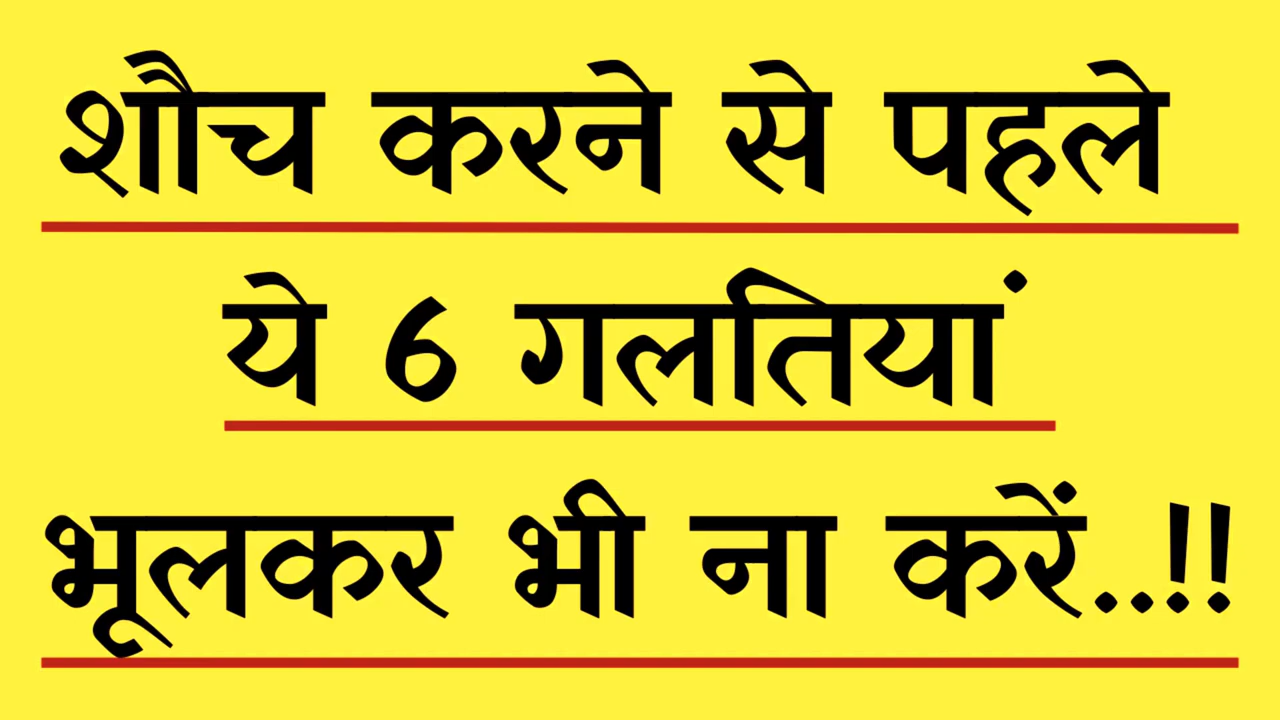 शौच करने से पहले
ये 6 गलतियां
भूलकर भी ना करें..!!